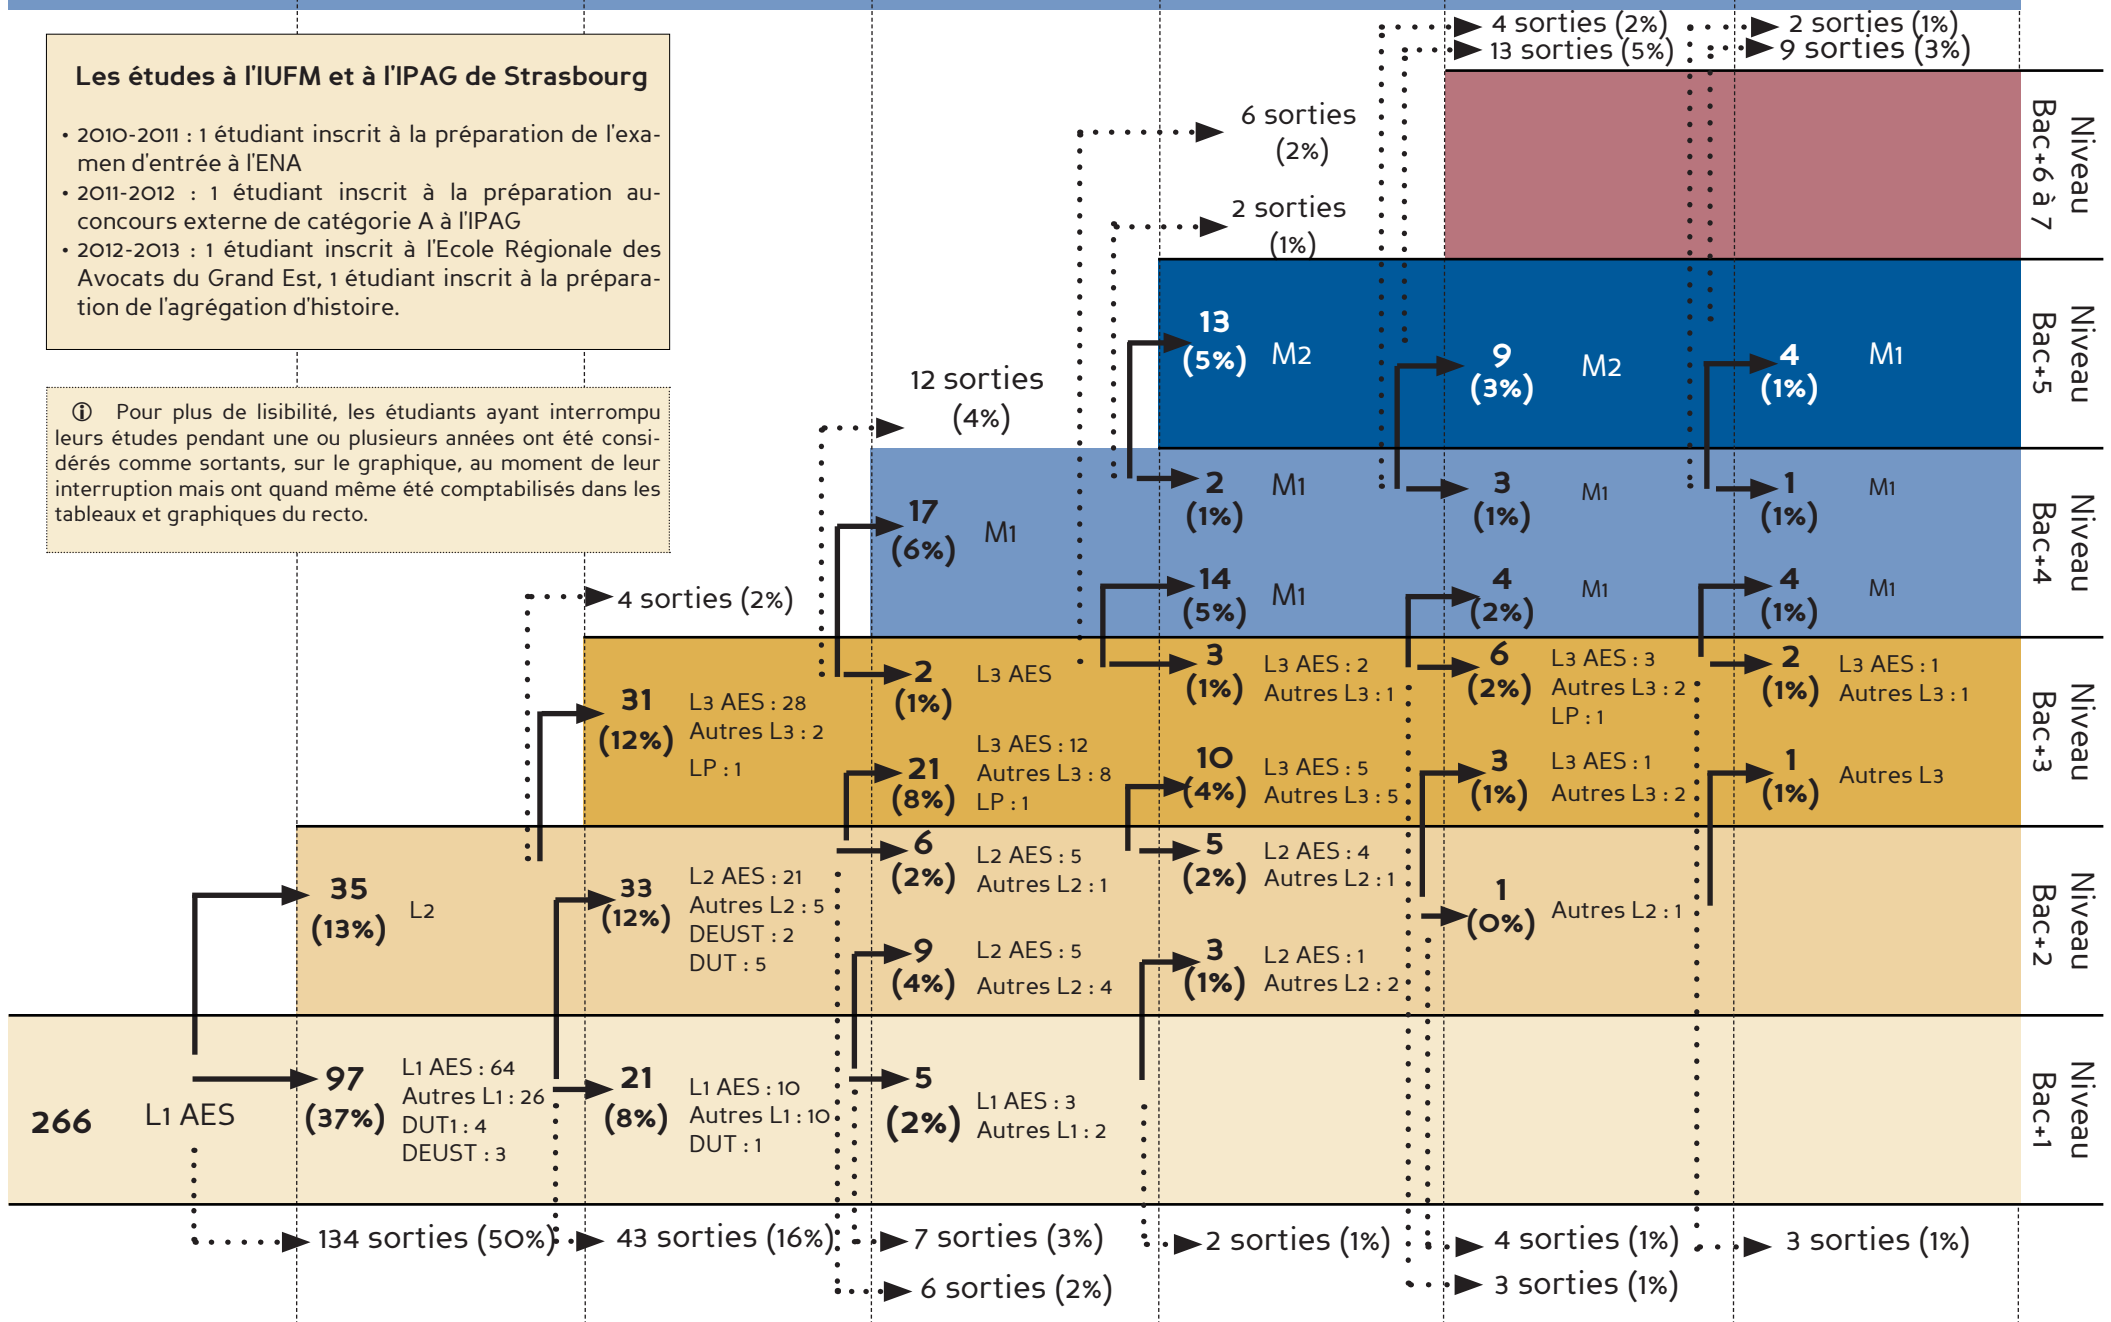 4 sorties (2%)
13 sorties (5%)
2 sorties (1%)
9 sorties (3%)
Les études à l'IUFM et à l'IPAG de Strasbourg
• 2010-2011 : 1 étudiant inscrit à la préparation de l'exa-
men d'entrée à l'ENA
• 2011-2012 : 1 étudiant inscrit à la préparation au-
concours externe de catégorie A à l'IPAG
• 2012-2013 : 1 étudiant inscrit à l'Ecole Régionale des
Avocats du Grand Est, 1 étudiant inscrit à la prépara-
tion de l'agrégation d'histoire.
ⓘ Pour plus de lisibilité, les étudiants ayant interrompu
leurs études pendant une ou plusieurs années ont été consi-
dérés comme sortants, sur le graphique, au moment de leur
interruption mais ont quand même été comptabilisés dans les
tableaux et graphiques du recto.
6 sorties
(2%)
2 sorties
(1%)
Niveau
Bac+6 à 7
13
(5%)
M2
9
(3%)
M2
4
(1%)
M1
Niveau
Bac+5
12 sorties
(4%)
17
(6%)
M1
2
(1%)
M1
3
(1%)
M1
1
(1%)
M1
14
(5%)
M1
4
(2%)
M1
4
(1%)
M1
Niveau
Bac+4
4 sorties (2%)
31
(12%)
L3 AES : 28
Autres L3 : 2
LP : 1
2
(1%)
L3 AES
3
(1%)
L3 AES : 2
Autres L3 : 1
6
(2%)
L3 AES : 3
Autres L3 : 2
LP : 1
2
(1%)
L3 AES : 1
Autres L3 : 1
21
(8%)
L3 AES : 12
Autres L3 : 8
LP : 1
10
(4%)
L3 AES : 5
Autres L3 : 5
3
(1%)
L3 AES : 1
Autres L3 : 2
1
(1%)
Autres L3
Niveau
Bac+3
35
(13%)
L2
33
(12%)
L2 AES : 21
Autres L2 : 5
DEUST : 2
DUT : 5
6
(2%)
L2 AES : 5
Autres L2 : 1
5
(2%)
L2 AES : 4
Autres L2 : 1
1
(0%)
Autres L2 : 1
9
(4%)
L2 AES : 5
Autres L2 : 4
3
(1%)
L2 AES : 1
Autres L2 : 2
Niveau
Bac+2
266
L1 AES
97
(37%)
L1 AES : 64
Autres L1 : 26
DUT1 : 4
DEUST : 3
21
(8%)
L1 AES : 10
Autres L1 : 10
DUT : 1
5
(2%)
L1 AES : 3
Autres L1 : 2
Niveau
Bac+1
134 sorties (50%)
43 sorties (16%)
7 sorties (3%)
2 sorties (1%)
4 sorties (1%)
3 sorties (1%)
6 sorties (2%)
3 sorties (1%)